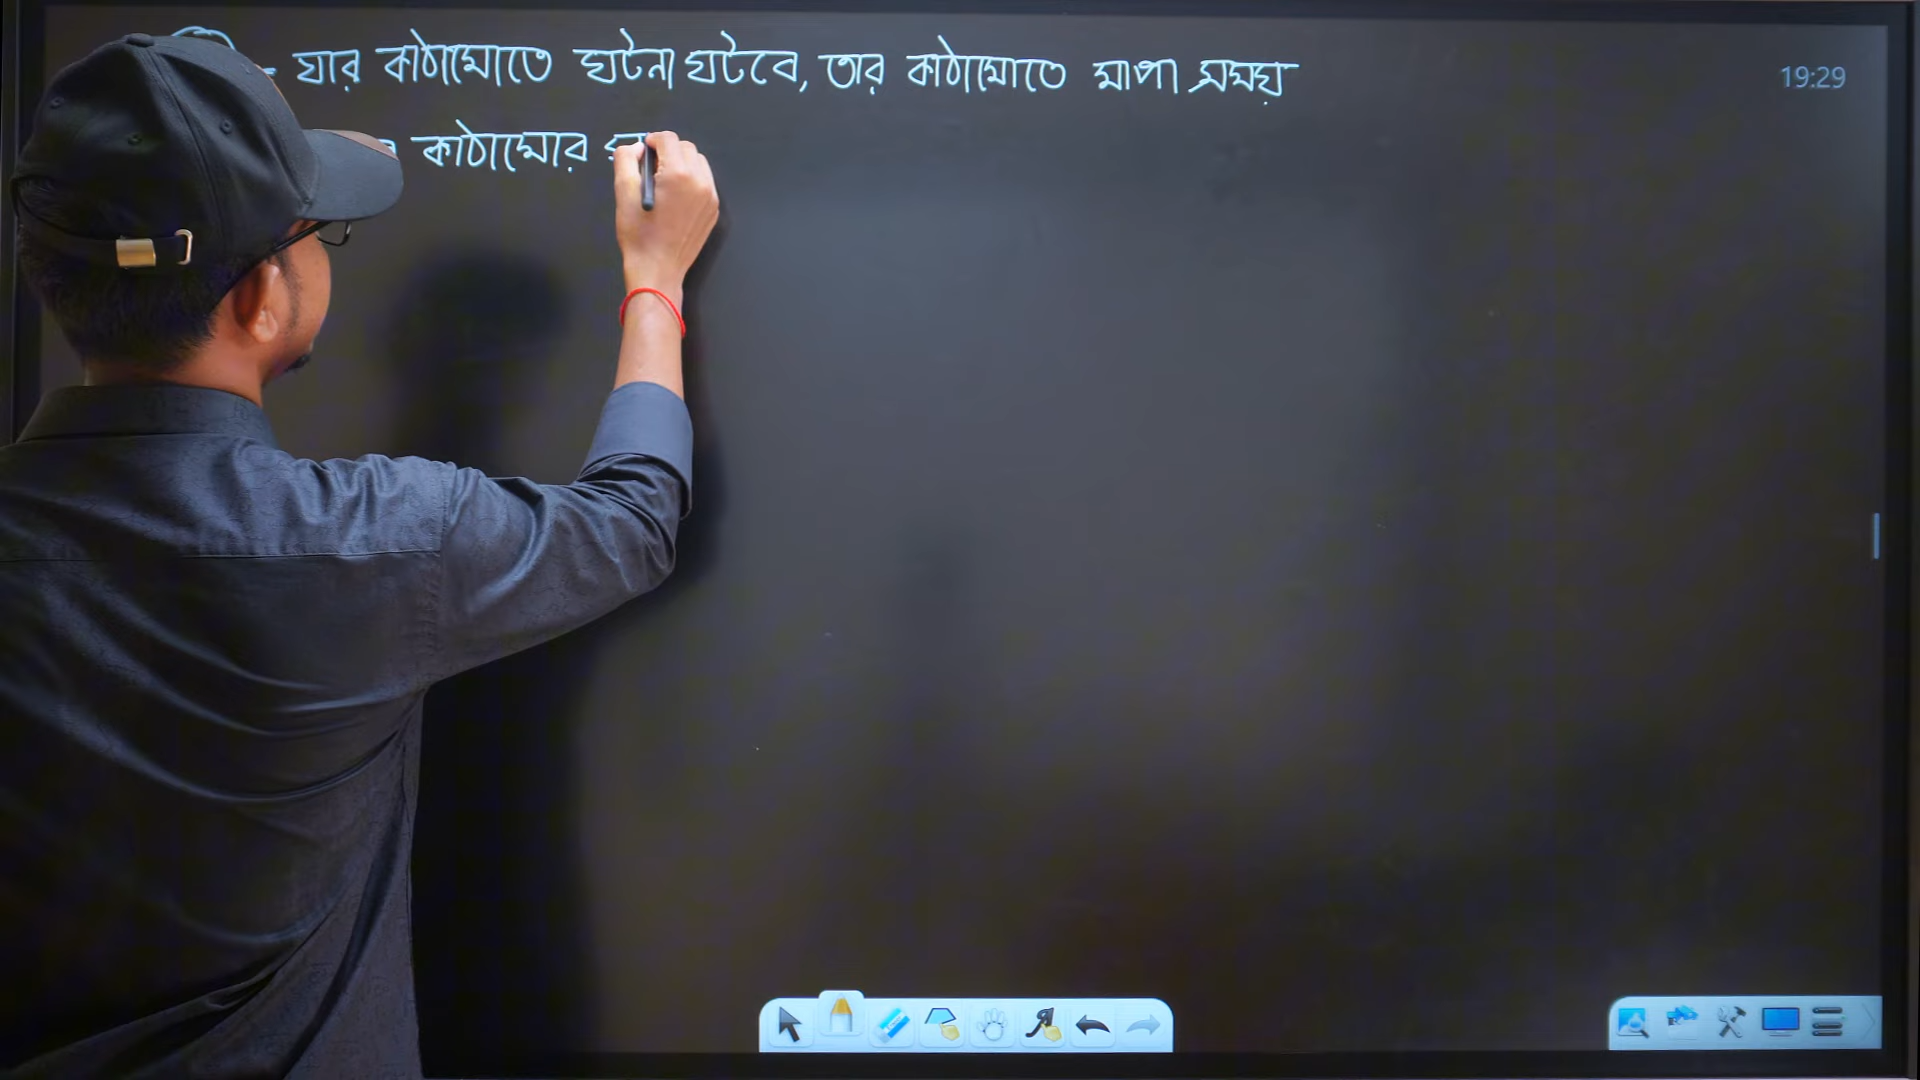 যার কাঠামোতে ঘটনা ঘটবে, তার কাঠামোতে মাপা সময়
19:29
কাঠামোর